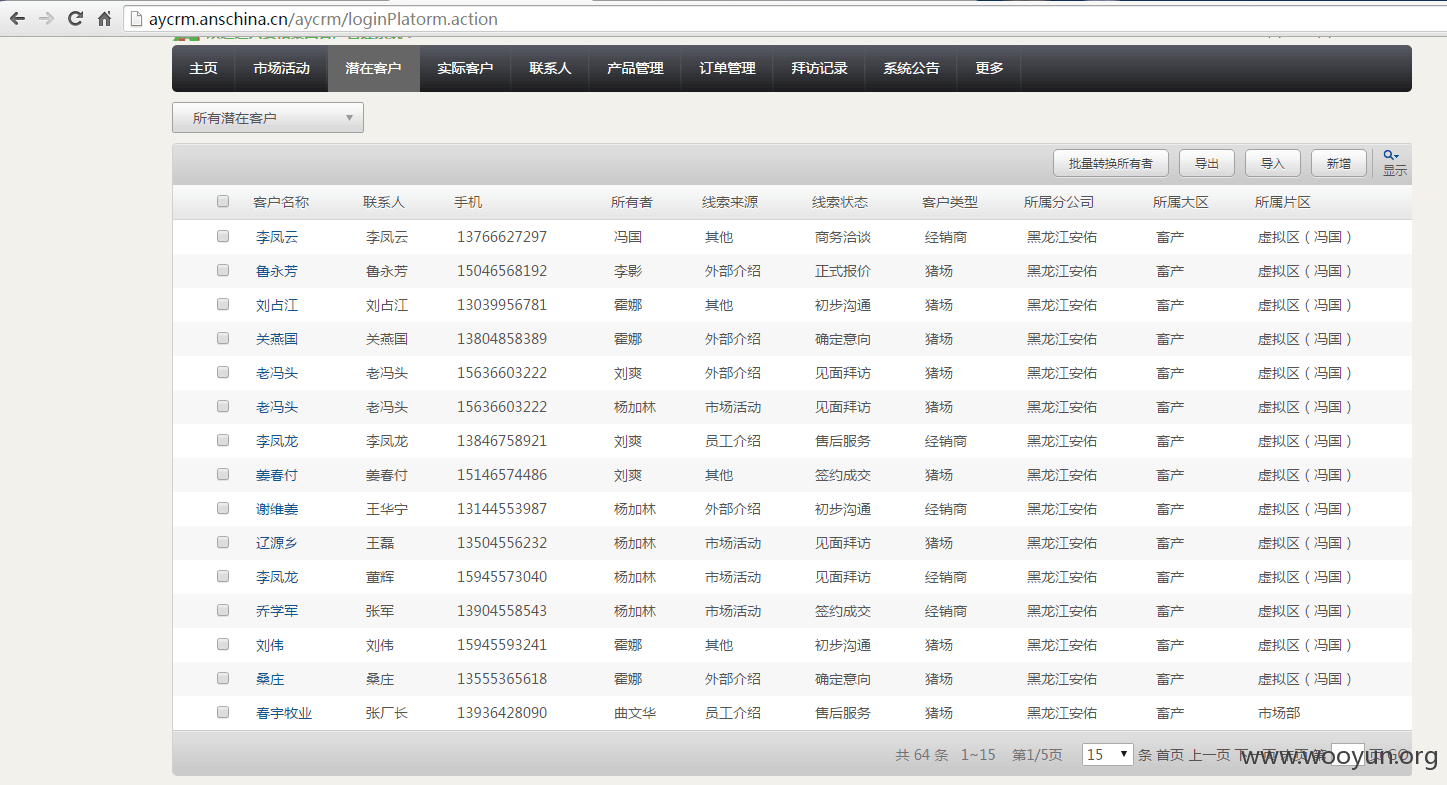 aycrm.anschina.cn/aycrm/loginPlatorm.action
主页 市场活动 潜在客户 实际客户 联系人 产品管理 订单管理 拜访记录 系统公告 更多
所有潜在客户
批量转换所有者 导出 导入 新增 显示
客户名称 联系人 手机 所有者 线索来源 线索状态 客户类型 所属分公司 所属大区 所属片区
李凤云 李凤云 13766627297 冯国 其他 商务洽谈 经销商 黑龙江安佑 畜产 虚拟区（冯国）
鲁永芳 鲁永芳 15046568192 李影 外部介绍 正式报价 猪场 黑龙江安佑 畜产 虚拟区（冯国）
刘占江 刘占江 13039956781 霍娜 其他 初步沟通 猪场 黑龙江安佑 畜产 虚拟区（冯国）
关燕国 关燕国 13804858389 霍娜 外部介绍 确定意向 猪场 黑龙江安佑 畜产 虚拟区（冯国）
老冯头 老冯头 15636603222 刘爽 外部介绍 见面拜访 猪场 黑龙江安佑 畜产 虚拟区（冯国）
老冯头 老冯头 15636603222 杨加林 市场活动 见面拜访 猪场 黑龙江安佑 畜产 虚拟区（冯国）
李凤龙 李凤龙 13846758921 刘爽 员工介绍 售后服务 经销商 黑龙江安佑 畜产 虚拟区（冯国）
姜春付 姜春付 15146574486 刘爽 其他 签约成交 猪场 黑龙江安佑 畜产 虚拟区（冯国）
谢维姜 王华宁 13144553987 杨加林 外部介绍 初步沟通 经销商 黑龙江安佑 畜产 虚拟区（冯国）
辽源乡 王磊 13504556232 杨加林 市场活动 见面拜访 猪场 黑龙江安佑 畜产 虚拟区（冯国）
李凤龙 董辉 15945573040 杨加林 市场活动 见面拜访 经销商 黑龙江安佑 畜产 虚拟区（冯国）
乔学军 张军 13904558543 杨加林 市场活动 签约成交 经销商 黑龙江安佑 畜产 虚拟区（冯国）
刘伟 刘伟 15945593241 霍娜 其他 初步沟通 猪场 黑龙江安佑 畜产 虚拟区（冯国）
桑庄 桑庄 13555365618 霍娜 外部介绍 确定意向 猪场 黑龙江安佑 畜产 虚拟区（冯国）
春宇牧业 张厂长 13936428090 曲文华 员工介绍 售后服务 猪场 黑龙江安佑 畜产 市场部
共 64 条 1~15 第1/5页 15 条 首页 上一页 下一页 末页 第 页 GO
www.wooyun.org